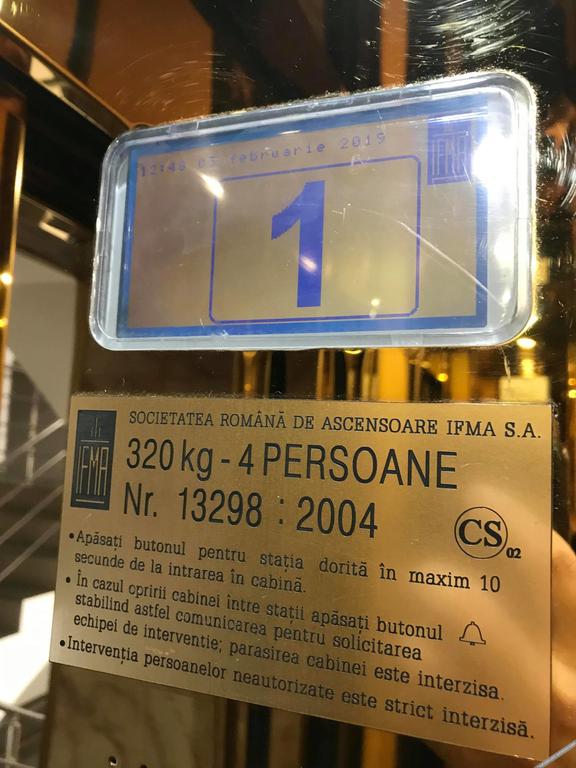 12:48 03 februarie 2019
IFMA
1
IFMA
SOCIETATEA ROMÂNĂ DE ASCENSOARE IFMA S.A.
320 kg - 4 PERSOANE
Nr. 13298 : 2004
CS 02
•Apăsați butonul pentru stația dorită în maxim 10
secunde de la intrarea în cabină.
• În cazul opririi cabinei între stații apăsați butonul
stabilind astfel comunicarea pentru solicitarea
echipei de interventie; parasirea cabinei este interzisa.
•Intervenția persoanelor neautorizate este strict interzisă.